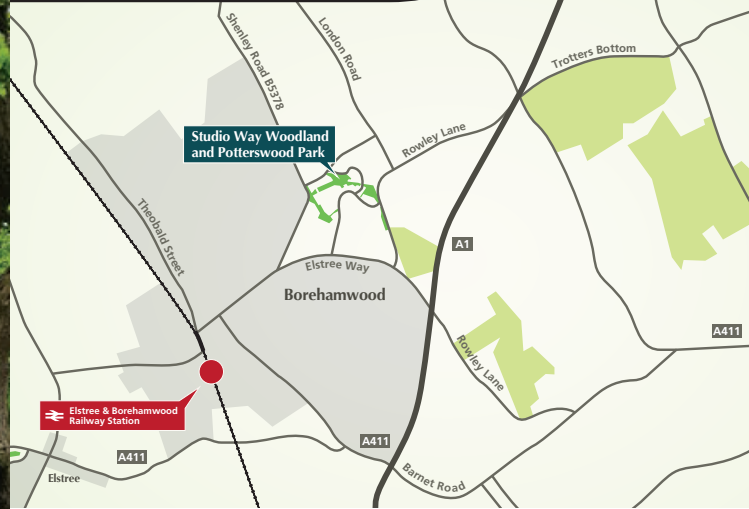 Shenley Road B5378
London Road
Trotters Bottom
Studio Way Woodland
and Potterswood Park
Rowley Lane
Theobald Street
A1
Elstree Way
Borehamwood
A411
Rowley Lane
Elstree & Borehamwood
Railway Station
A411
A411
Barnet Road
Elstree